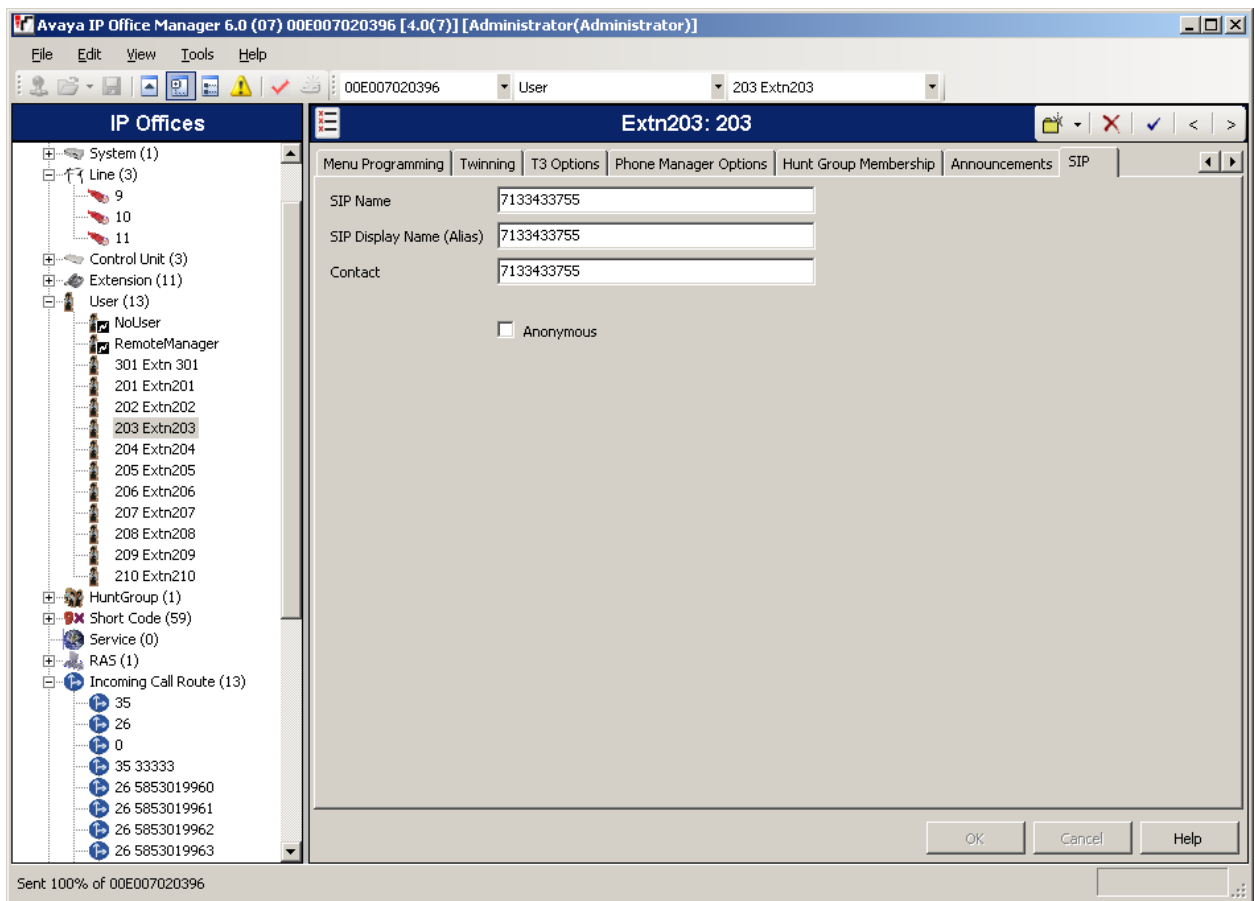 Avaya IP Office Manager 6.0 (07) 00E007020396 [4.0(7)] [Administrator(Administrator)]
File Edit View Tools Help
00E007020396 User 203 Extn203
IP Offices
System (1)
Line (3)
9
10
11
Control Unit (3)
Extension (11)
User (13)
NoUser
RemoteManager
301 Extn 301
201 Extn201
202 Extn202
203 Extn203
204 Extn204
205 Extn205
206 Extn206
207 Extn207
208 Extn208
209 Extn209
210 Extn210
HuntGroup (1)
Short Code (59)
Service (0)
RAS (1)
Incoming Call Route (13)
35
26
0
35 33333
26 5853019960
26 5853019961
26 5853019962
26 5853019963
Extn203: 203
Menu Programming Twinning T3 Options Phone Manager Options Hunt Group Membership Announcements SIP
SIP Name 7133433755
SIP Display Name (Alias) 7133433755
Contact 7133433755
Anonymous
OK Cancel Help
Sent 100% of 00E007020396